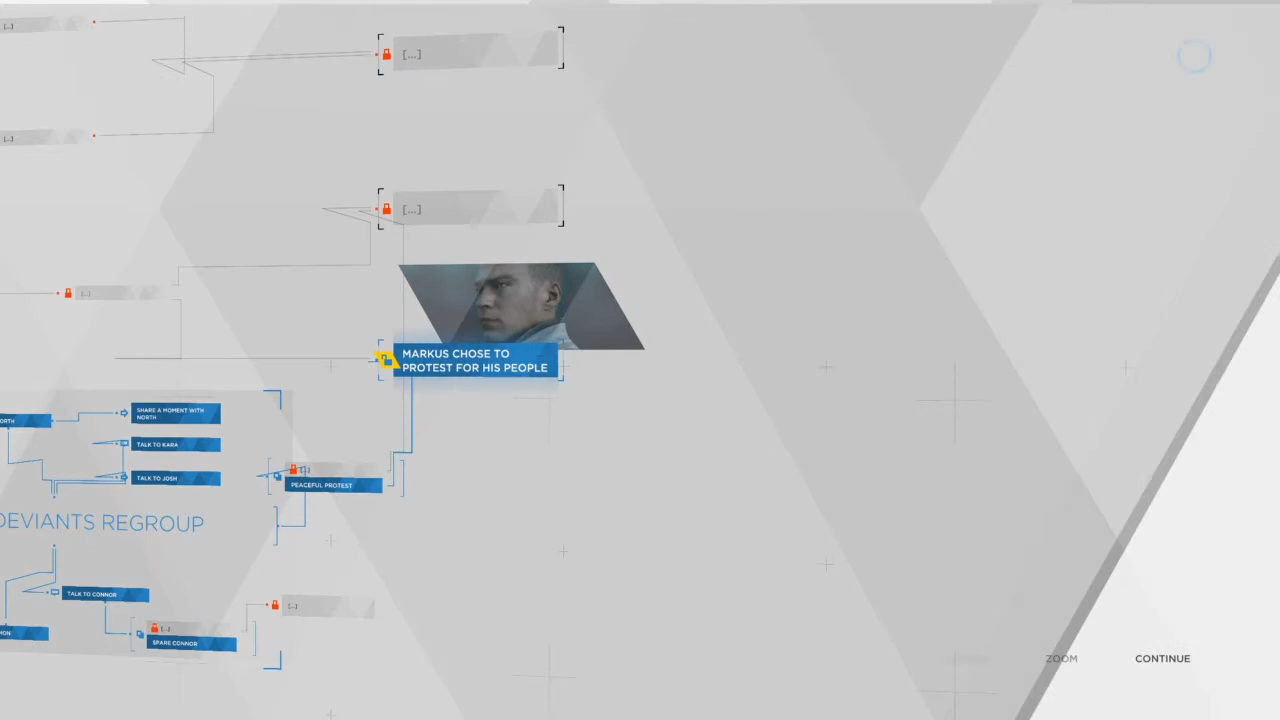 [...]
[...]
[...]
[...]
[...]
MARKUS CHOSE TO
PROTEST FOR HIS PEOPLE
ORTH
SHARE A MOMENT WITH
NORTH
TALK TO KARA
TALK TO JOSH
[...]
PEACEFUL PROTEST
DEVIANTS REGROUP
TALK TO CONNOR
[...]
[...]
SPARE CONNOR
ZOOM
CONTINUE